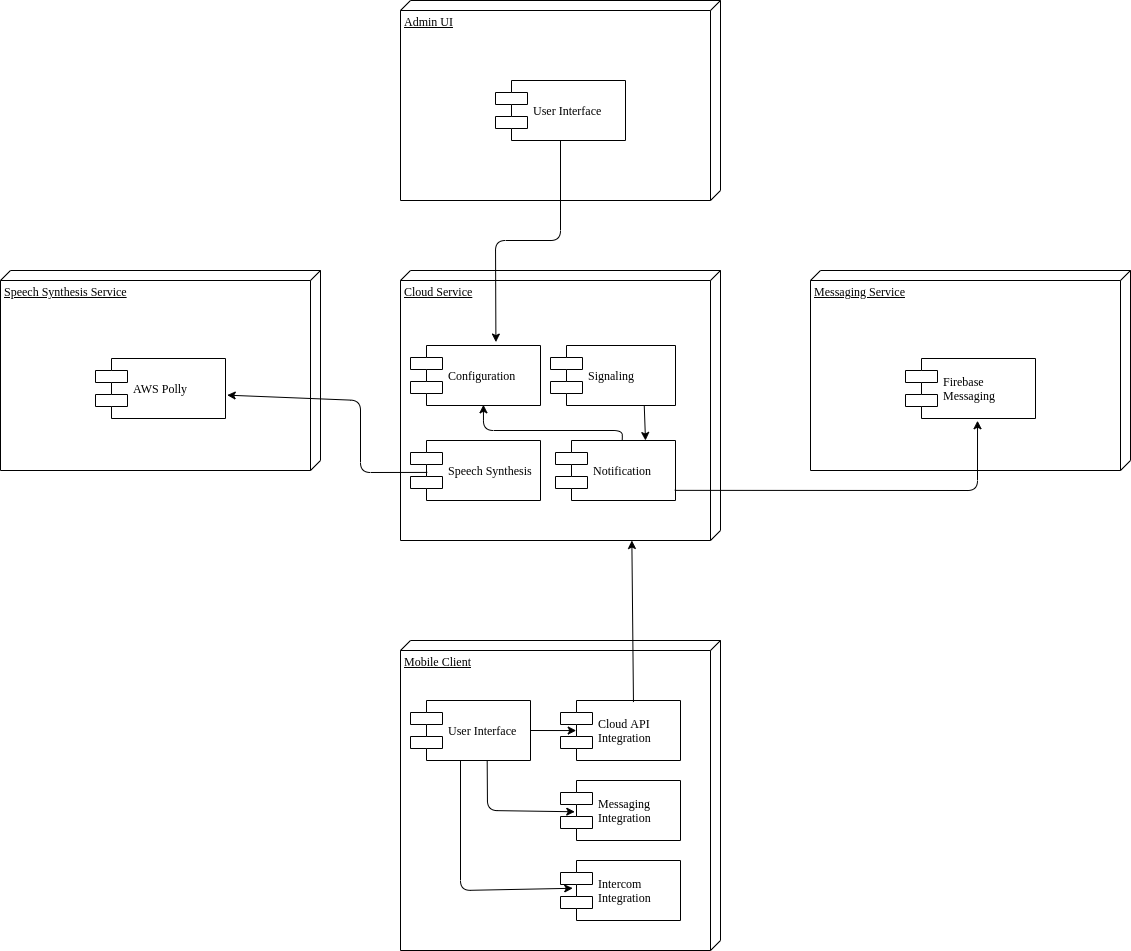 Admin UI
User Interface
Speech Synthesis Service
AWS Polly
Cloud Service
Configuration
Signaling
Speech Synthesis
Notification
Messaging Service
Firebase
Messaging
Mobile Client
User Interface
Cloud API
Integration
Messaging
Integration
Intercom
Integration